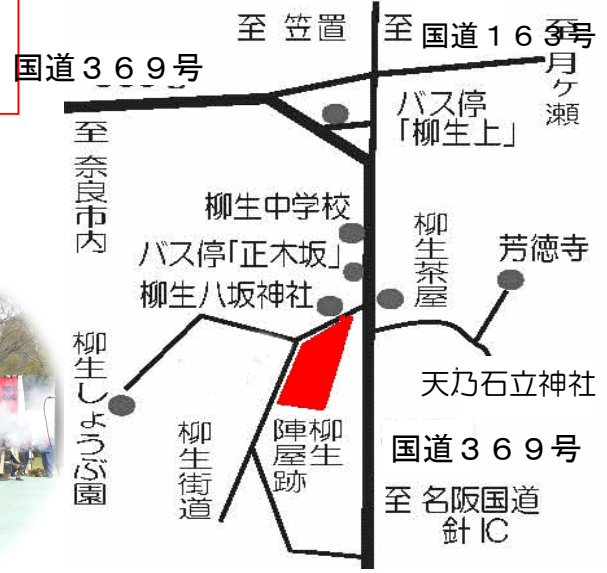 至 笠置
至
国道１６３号
至月ヶ瀬
国道３６９号
バス停
「柳生上」
至 奈良市内
柳生中学校
バス停「正木坂」
柳生八坂神社
柳生茶屋
芳徳寺
天乃石立神社
柳生しょうぶ園
柳生街道
柳生
陣屋跡
国道３６９号
至 名阪国道
針IC